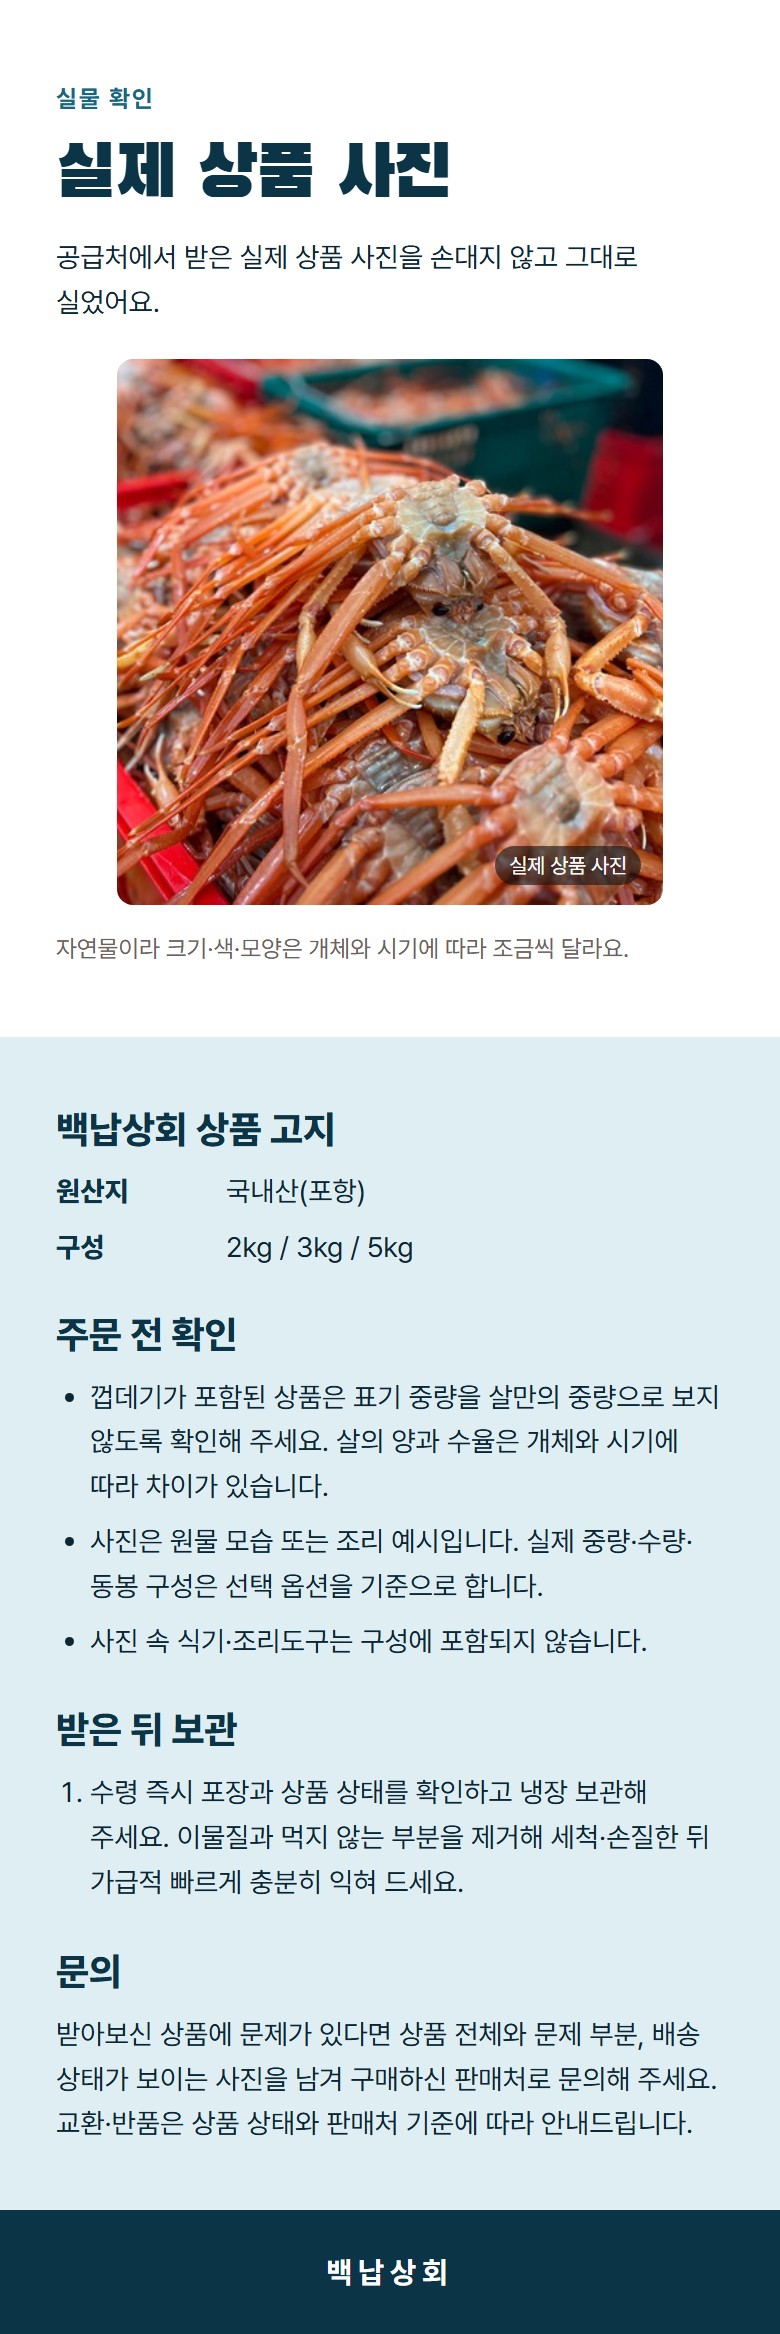 실물 확인
실제 상품 사진
공급처에서 받은 실제 상품 사진을 손대지 않고 그대로
실었어요.
실제 상품 사진
자연물이라 크기·색·모양은 개체와 시기에 따라 조금씩 달라요.
백납상회 상품 고지
원산지 국내산(포항)
구성 2kg / 3kg / 5kg
주문 전 확인
• 껍데기가 포함된 상품은 표기 중량을 살만의 중량으로 보지
않도록 확인해 주세요. 살의 양과 수율은 개체와 시기에
따라 차이가 있습니다.
• 사진은 원물 모습 또는 조리 예시입니다. 실제 중량·수량·
동봉 구성은 선택 옵션을 기준으로 합니다.
• 사진 속 식기·조리도구는 구성에 포함되지 않습니다.
받은 뒤 보관
1. 수령 즉시 포장과 상품 상태를 확인하고 냉장 보관해
주세요. 이물질과 먹지 않는 부분을 제거해 세척·손질한 뒤
가급적 빠르게 충분히 익혀 드세요.
문의
받아보신 상품에 문제가 있다면 상품 전체와 문제 부분, 배송
상태가 보이는 사진을 남겨 구매하신 판매처로 문의해 주세요.
교환·반품은 상품 상태와 판매처 기준에 따라 안내드립니다.
백납상회